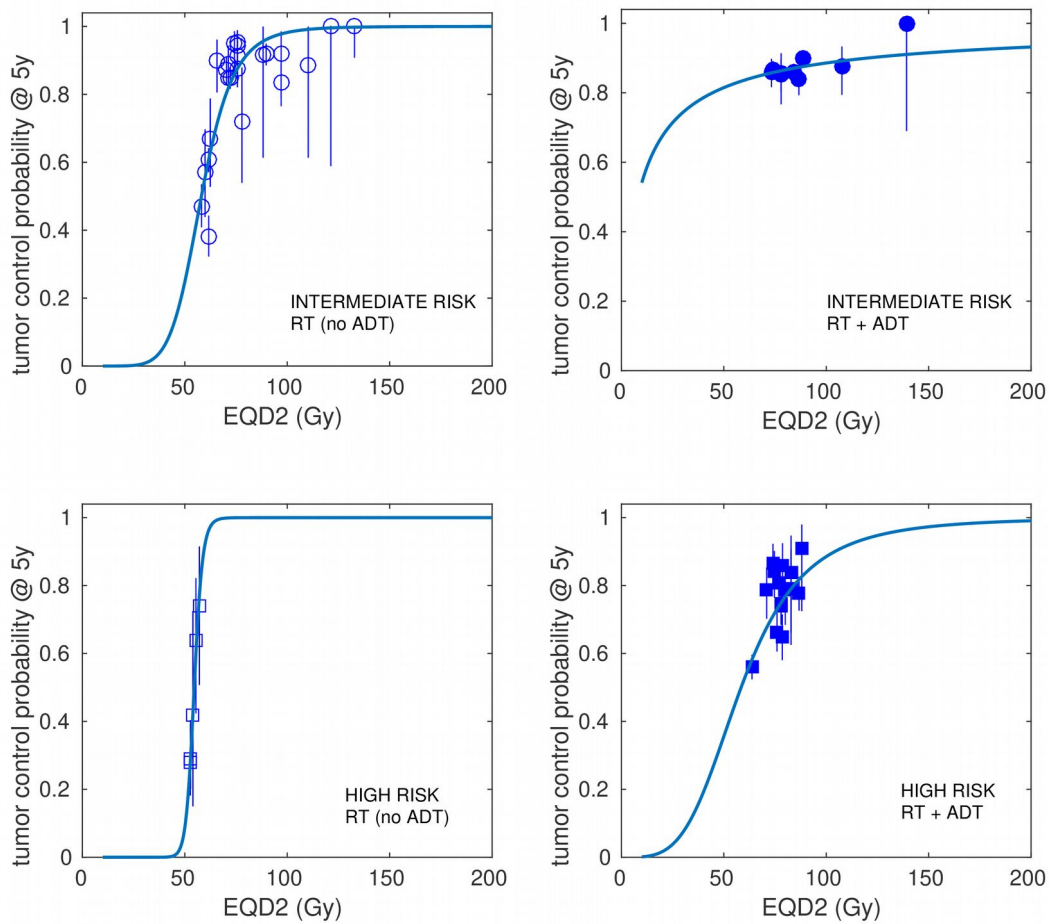 tumor control probability @ 5y
1
0.8
0.6
0.4
0.2
0
INTERMEDIATE RISK
RT (no ADT)
0 50 100 150 200
EQD2 (Gy)
tumor control probability @ 5y
1
0.8
0.6
0.4
0.2
0
INTERMEDIATE RISK
RT + ADT
0 50 100 150 200
EQD2 (Gy)
tumor control probability @ 5y
1
0.8
0.6
0.4
0.2
0
HIGH RISK
RT (no ADT)
0 50 100 150 200
EQD2 (Gy)
tumor control probability @ 5y
1
0.8
0.6
0.4
0.2
0
HIGH RISK
RT + ADT
0 50 100 150 200
EQD2 (Gy)